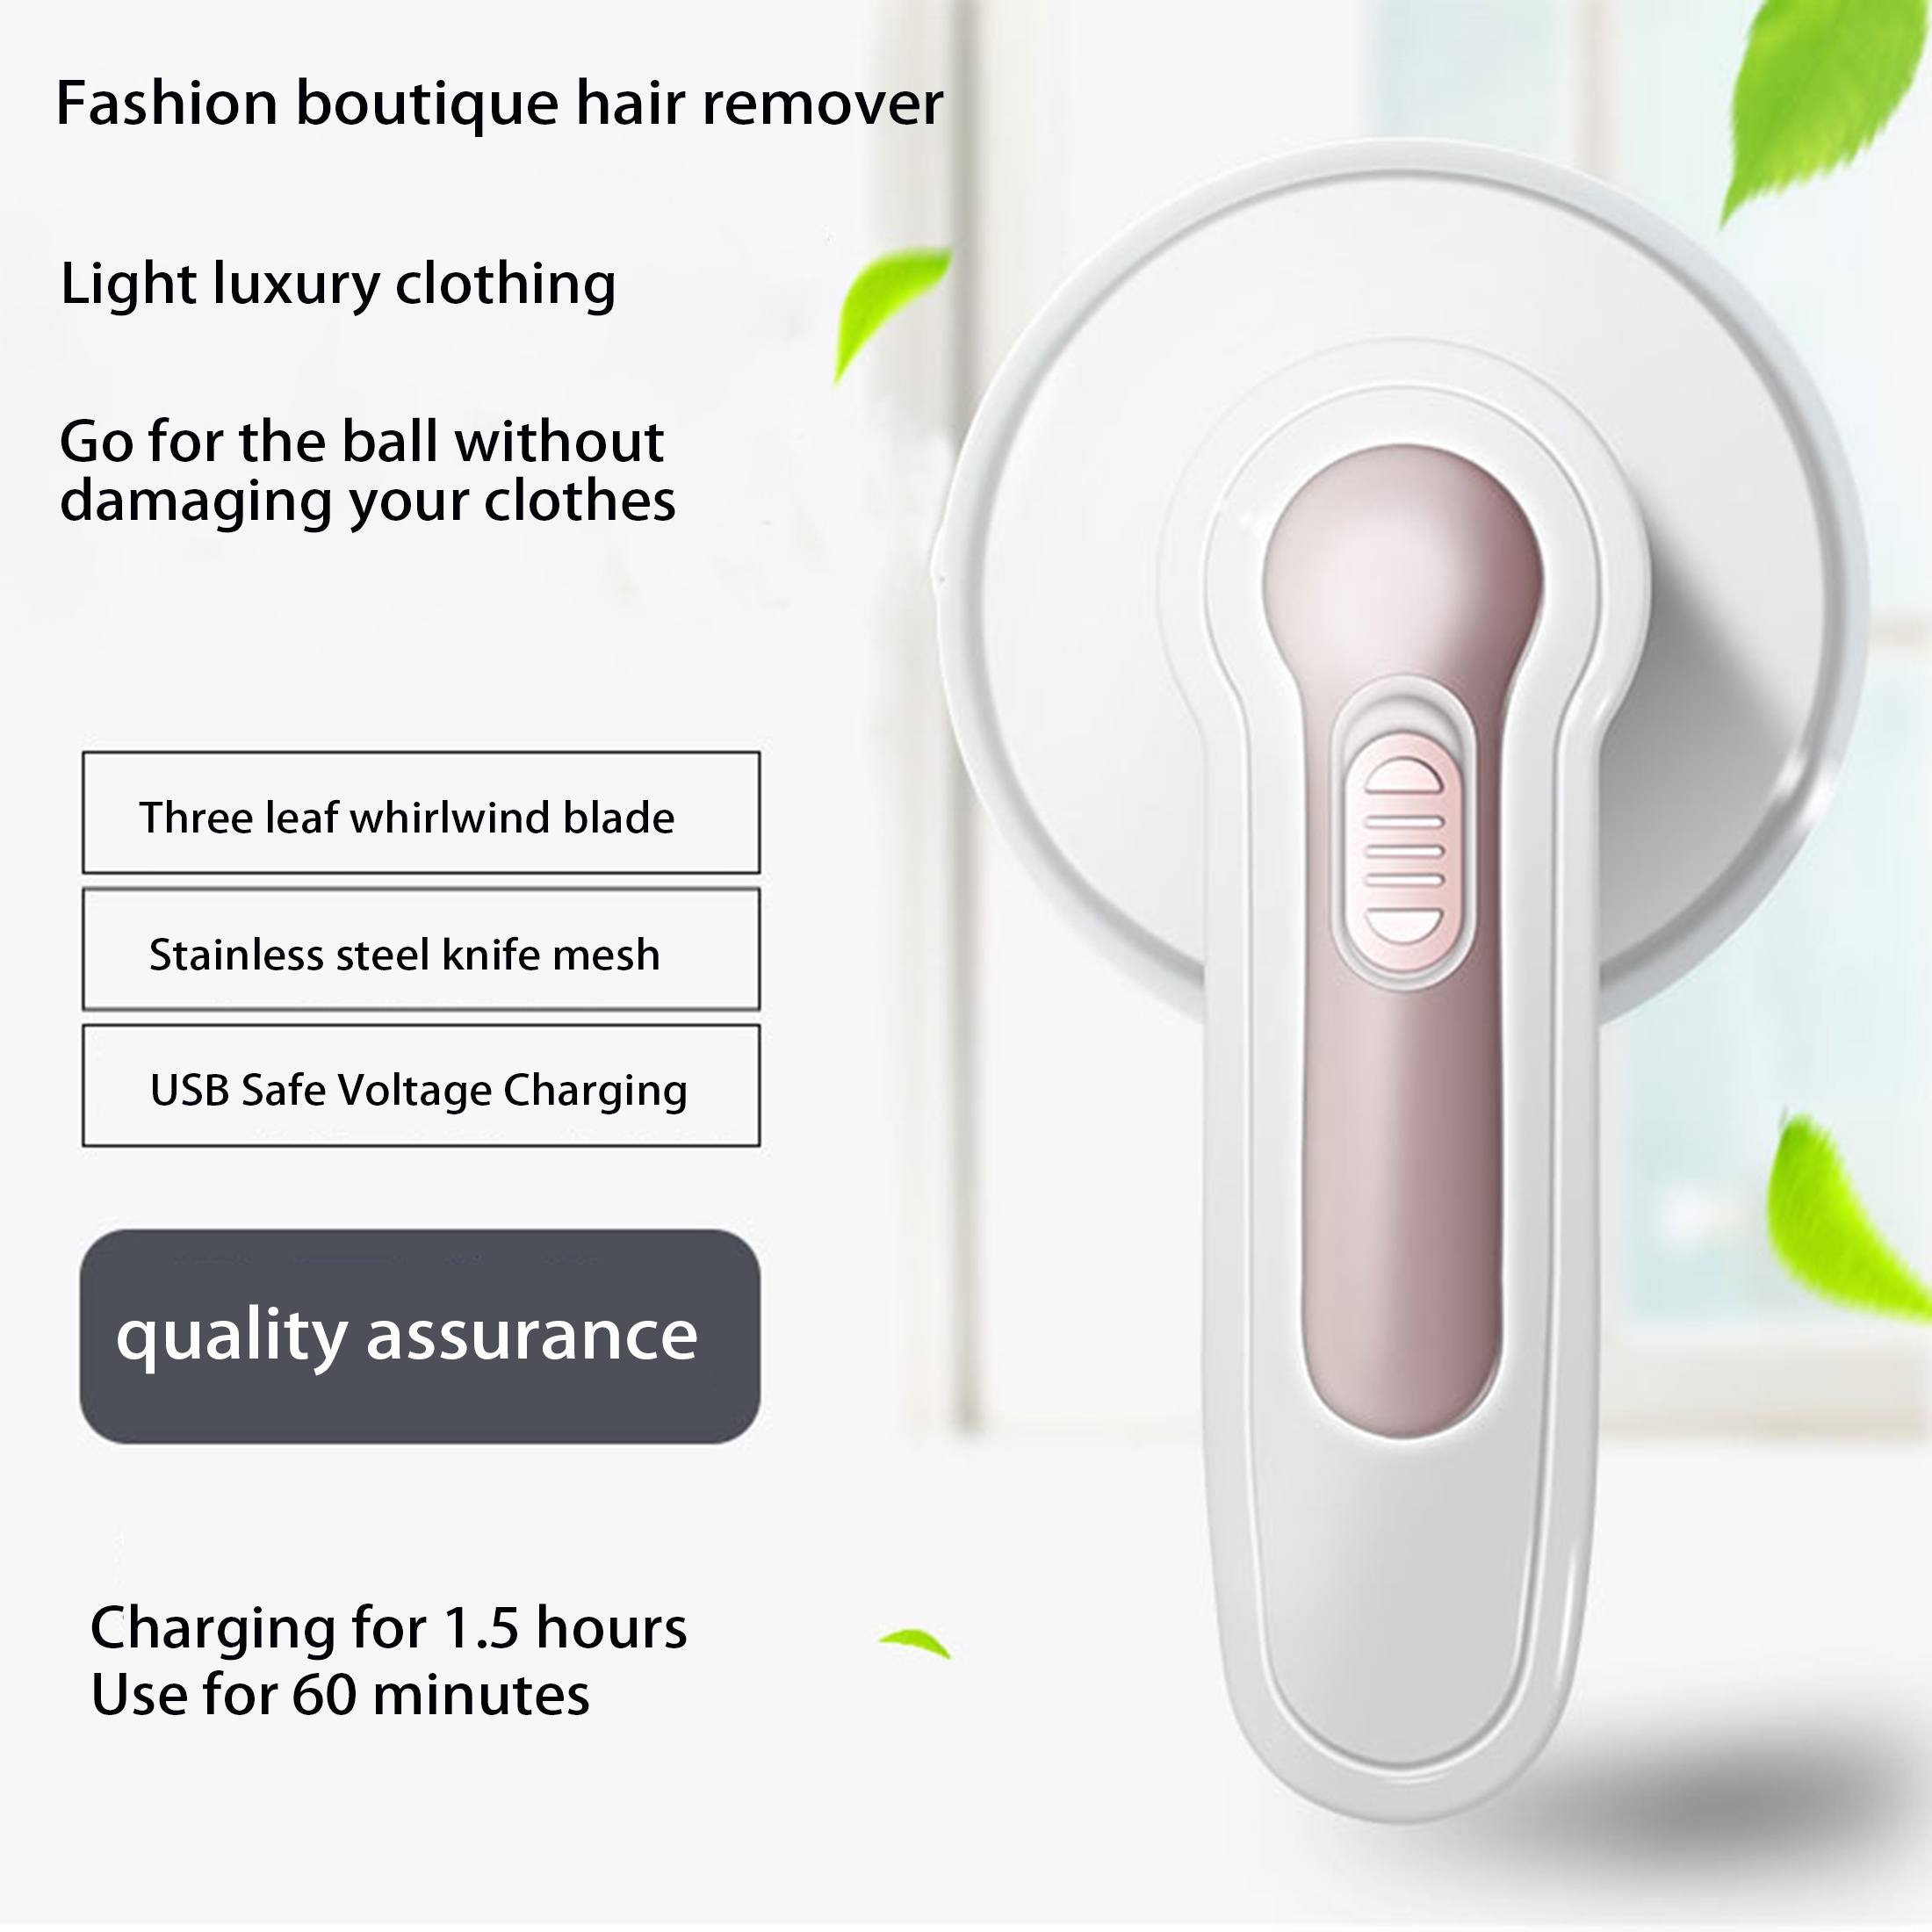 Fashion boutique hair remover
Light luxury clothing
Go for the ball without
damaging your clothes
Three leaf whirlwind blade
Stainless steel knife mesh
USB Safe Voltage Charging
quality assurance
Charging for 1.5 hours
Use for 60 minutes